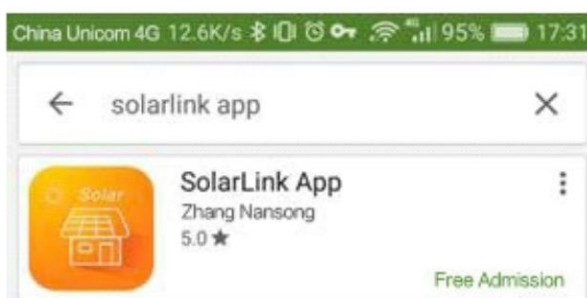 China Unicom 4G 12.6K/s 4G 95% 17:31
solarlink app
Solar
SolarLink App
Zhang Nansong
5.0★
Free Admission